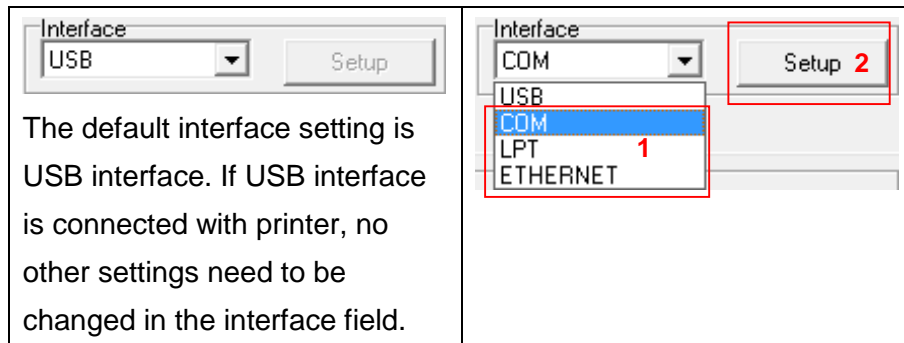 Interface
USB
Setup
The default interface setting is
USB interface. If USB interface
is connected with printer, no
other settings need to be
changed in the interface field.
Interface
COM
Setup 2
USB
COM
LPT 1
ETHERNET